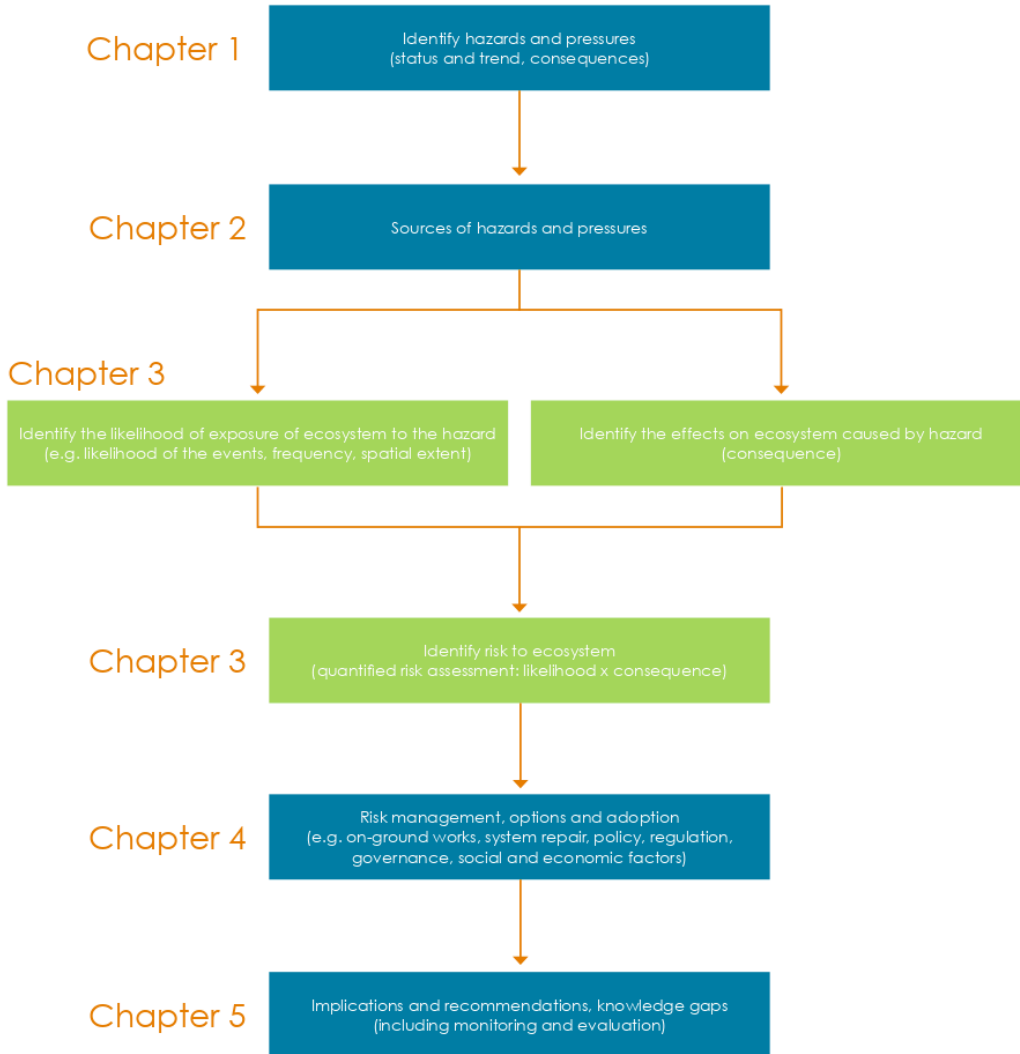 Chapter 1
Identify hazards and pressures
(status and trend, consequences)
Chapter 2
Sources of hazards and pressures
Chapter 3
Identify the likelihood of exposure of ecosystem to the hazard
(e.g. likelihood of the events, frequency, spatial extent)
Identify the effects on ecosystem caused by hazard
(consequence)
Chapter 3
Identify risk to ecosystem
(quantified risk assessment: likelihood x consequence)
Chapter 4
Risk management, options and adoption
(e.g. on-ground works, system repair, policy, regulation,
governance, social and economic factors)
Chapter 5
Implications and recommendations, knowledge gaps
(including monitoring and evaluation)